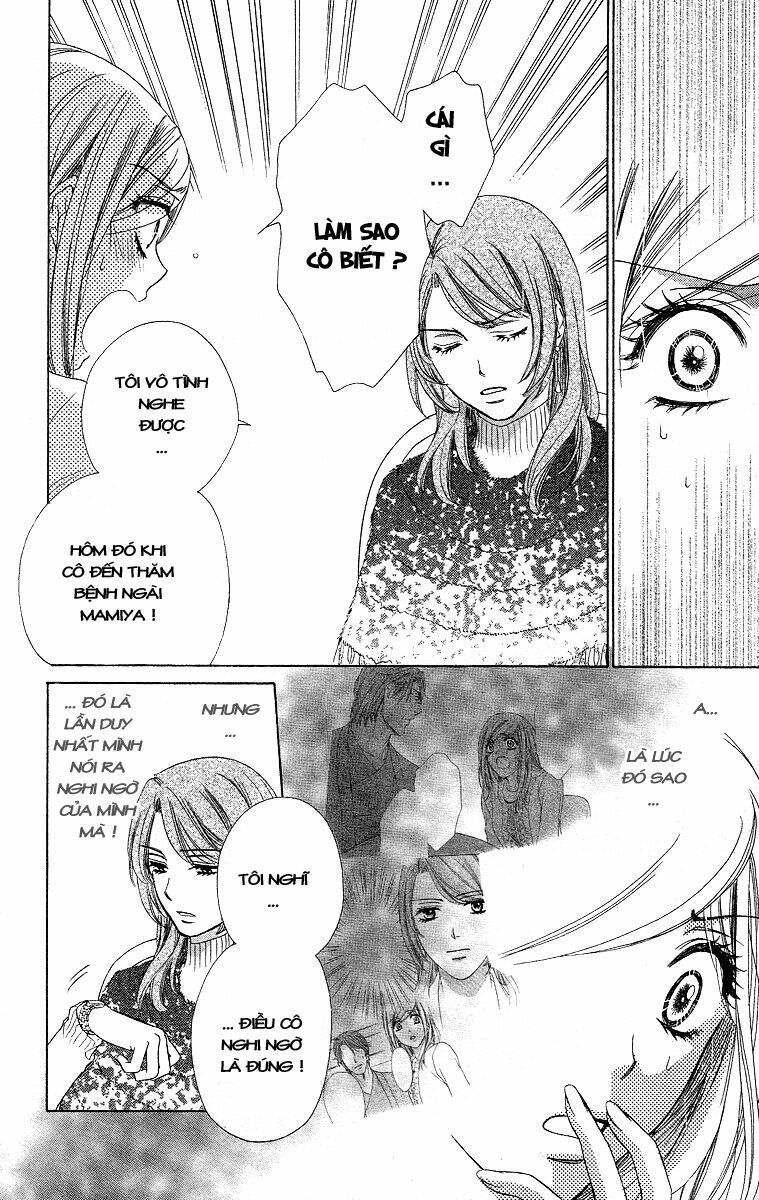 CÁI
GÌ
...
LÀM SAO
CÔ BIẾT ?
TÔI VÔ TÌNH
NGHE
ĐƯỢC
...
HÔM ĐÓ KHI
CÔ ĐẾN THĂM
BỆNH NGÀI
MAMIYA !
A...
LÀ LÚC
ĐÓ SAO
...
NHƯNG
...
... ĐÓ LÀ
LẦN DUY
NHẤT MÌNH
NÓI RA
NGHI NGỜ
CỦA MÌNH
MÀ !
TÔI NGHĨ
...
... ĐIỀU CÔ
NGHI NGỜ
LÀ ĐÚNG !